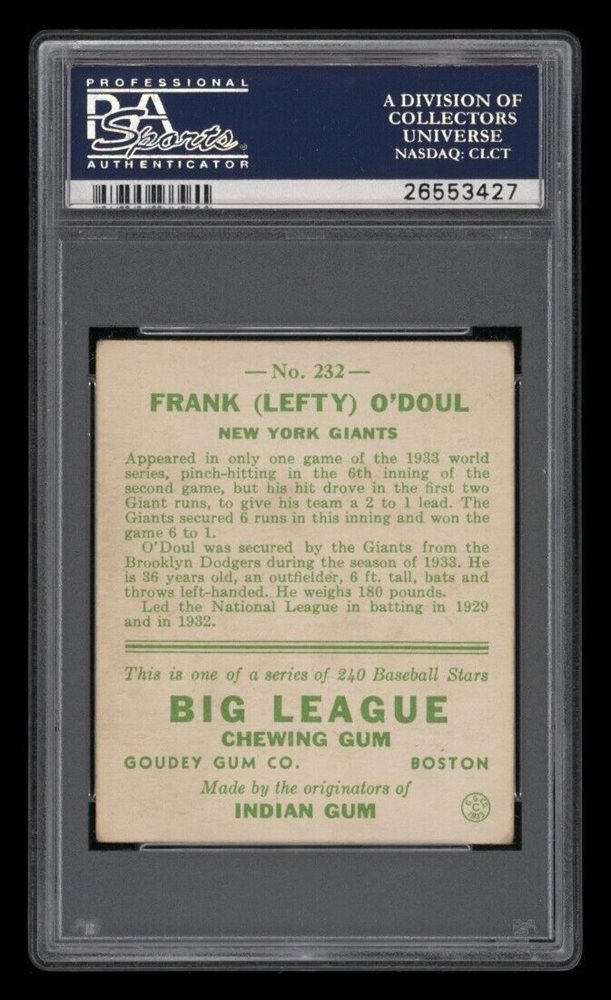 PROFESSIONAL
PSA
Sports
AUTHENTICATOR
A DIVISION OF
COLLECTORS
UNIVERSE
NASDAQ: CLCT
26553427
— No. 232 —
FRANK (LEFTY) O'DOUL
NEW YORK GIANTS
Appeared in only one game of the 1933 world
series, pinch-hitting in the 6th inning of the
second game, but his hit drove in the first two
Giant runs, to give his team a 2 to 1 lead. The
Giants secured 6 runs in this inning and won the
game 6 to 1.
O'Doul was secured by the Giants from the
Brooklyn Dodgers during the season of 1933. He
is 36 years old, an outfielder, 6 ft. tall, bats and
throws left-handed. He weighs 180 pounds.
Led the National League in batting in 1929
and in 1932.
This is one of a series of 240 Baseball Stars
BIG LEAGUE
CHEWING GUM
GOUDEY GUM CO. BOSTON
Made by the originators of
INDIAN GUM